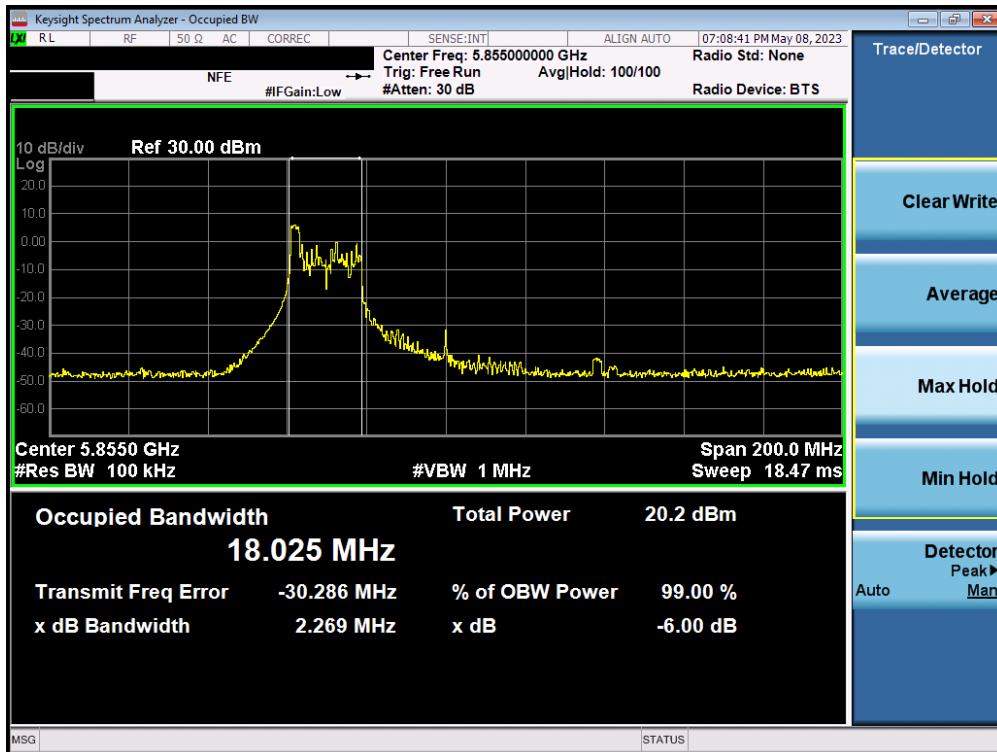 Keysight Spectrum Analyzer - Occupied BW
LXI RL RF 50 Ω AC CORREC SENSE:INT ALIGN AUTO 07:08:41 PM May 08, 2023
Center Freq: 5.855000000 GHz Radio Std: None
NFE Trig: Free Run Avg|Hold: 100/100
#IFGain:Low #Atten: 30 dB Radio Device: BTS
Trace/Detector
10 dB/div Ref 30.00 dBm
Log
20.0
10.0
0.00
-10.0
-20.0
-30.0
-40.0
-50.0
-60.0
Center 5.8550 GHz Span 200.0 MHz
#Res BW 100 kHz #VBW 1 MHz Sweep 18.47 ms
Occupied Bandwidth Total Power 20.2 dBm
18.025 MHz
Transmit Freq Error -30.286 MHz % of OBW Power 99.00 %
x dB Bandwidth 2.269 MHz x dB -6.00 dB
Clear Write
Average
Max Hold
Min Hold
Detector
Peak▶
Auto Man
MSG STATUS